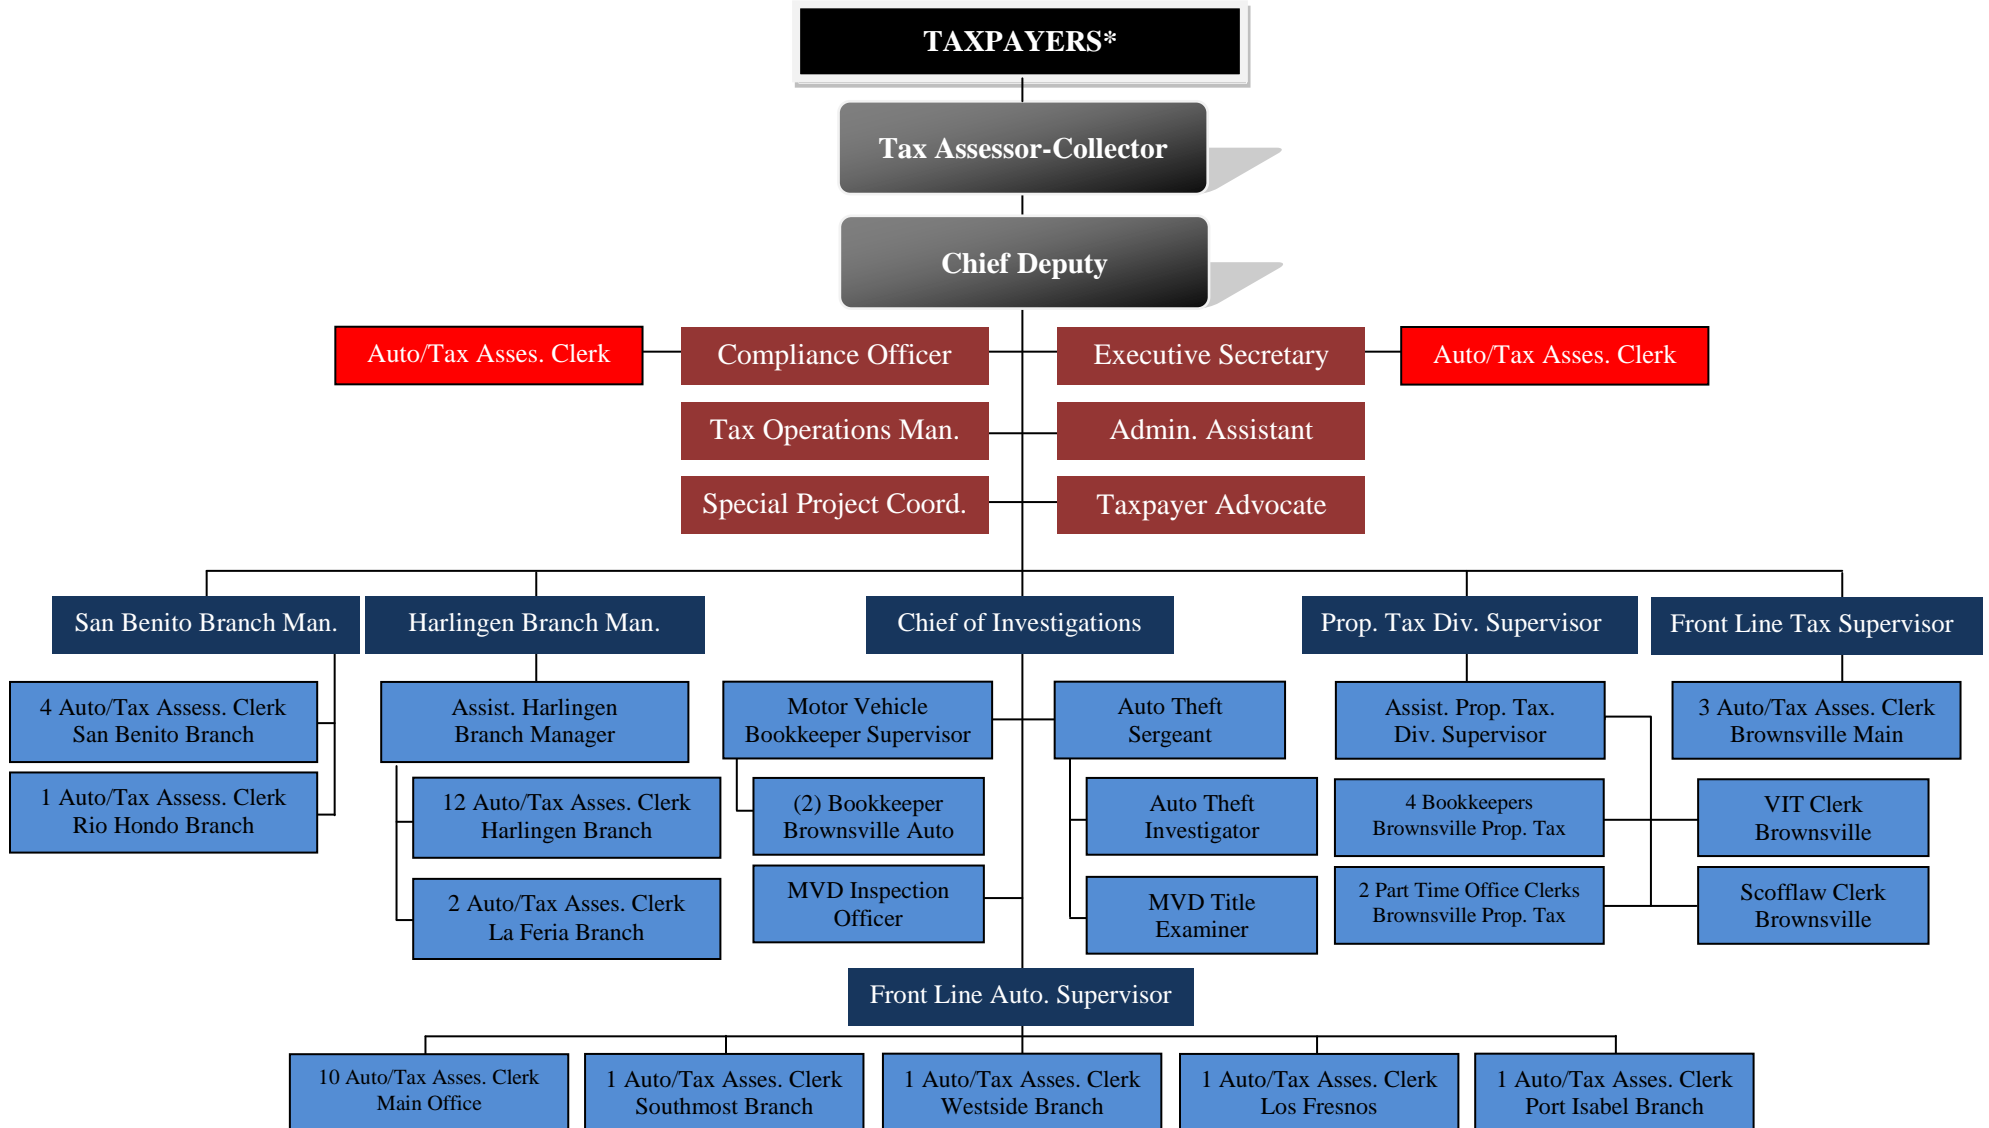 TAXPAYERS*
Tax Assessor-Collector
Chief Deputy
Auto/Tax Asses. Clerk
Compliance Officer
Executive Secretary
Auto/Tax Asses. Clerk
Tax Operations Man.
Admin. Assistant
Special Project Coord.
Taxpayer Advocate
San Benito Branch Man.
Harlingen Branch Man.
Chief of Investigations
Prop. Tax Div. Supervisor
Front Line Tax Supervisor
4 Auto/Tax Assess. Clerk
San Benito Branch
Assist. Harlingen
Branch Manager
Motor Vehicle
Bookkeeper Supervisor
Auto Theft
Sergeant
Assist. Prop. Tax.
Div. Supervisor
3 Auto/Tax Asses. Clerk
Brownsville Main
1 Auto/Tax Assess. Clerk
Rio Hondo Branch
12 Auto/Tax Asses. Clerk
Harlingen Branch
(2) Bookkeeper
Brownsville Auto
Auto Theft
Investigator
4 Bookkeepers
Brownsville Prop. Tax
VIT Clerk
Brownsville
2 Auto/Tax Asses. Clerk
La Feria Branch
MVD Inspection
Officer
MVD Title
Examiner
2 Part Time Office Clerks
Brownsville Prop. Tax
Scofflaw Clerk
Brownsville
Front Line Auto. Supervisor
10 Auto/Tax Asses. Clerk
Main Office
1 Auto/Tax Asses. Clerk
Southmost Branch
1 Auto/Tax Asses. Clerk
Westside Branch
1 Auto/Tax Asses. Clerk
Los Fresnos
1 Auto/Tax Asses. Clerk
Port Isabel Branch